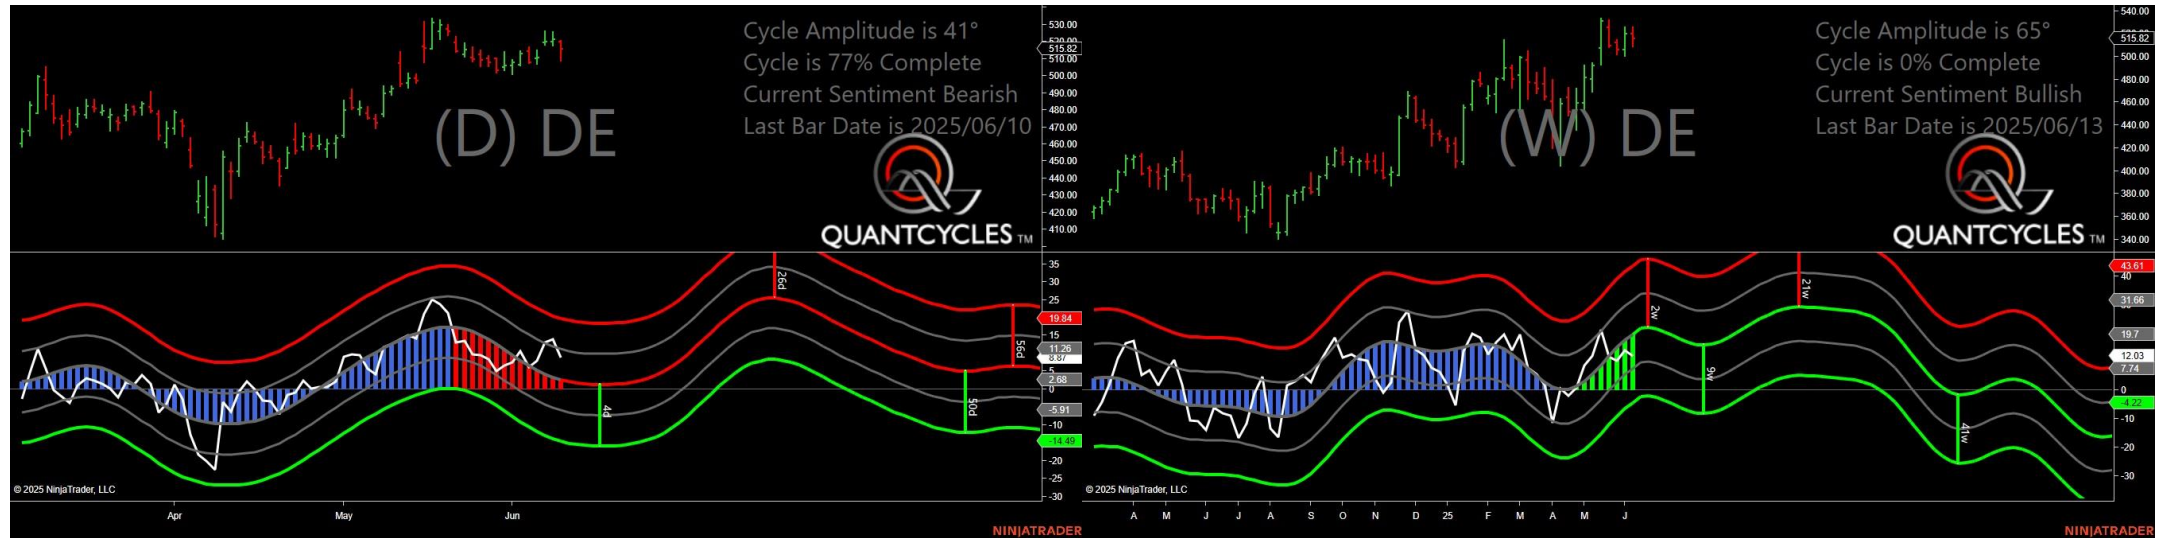 Cycle Amplitude is 41°
Cycle is 77% Complete
Current Sentiment Bearish
Last Bar Date is 2025/06/10
(D) DE
QUANTCYCLES TM
530.00
520.00
515.82
510.00
500.00
490.00
480.00
470.00
460.00
450.00
440.00
430.00
420.00
410.00
35
30
25
19.84
15
11.26
8.87
5
2.68
0
-5.91
-10
-14.49
-20
-25
-30
4d
26d
50d
56d
© 2025 NinjaTrader, LLC
Apr
May
Jun
NINJATRADER
Cycle Amplitude is 65°
Cycle is 0% Complete
Current Sentiment Bullish
Last Bar Date is 2025/06/13
(W) DE
QUANTCYCLES TM
540.00
515.82
500.00
480.00
460.00
440.00
420.00
400.00
380.00
360.00
340.00
43.61
40
31.66
19.7
12.03
7.74
0
-4.22
-10
-20
-30
2w
9w
21w
41w
© 2025 NinjaTrader, LLC
A
M
J
J
A
S
O
N
D
25
F
M
A
M
J
NINJATRADER